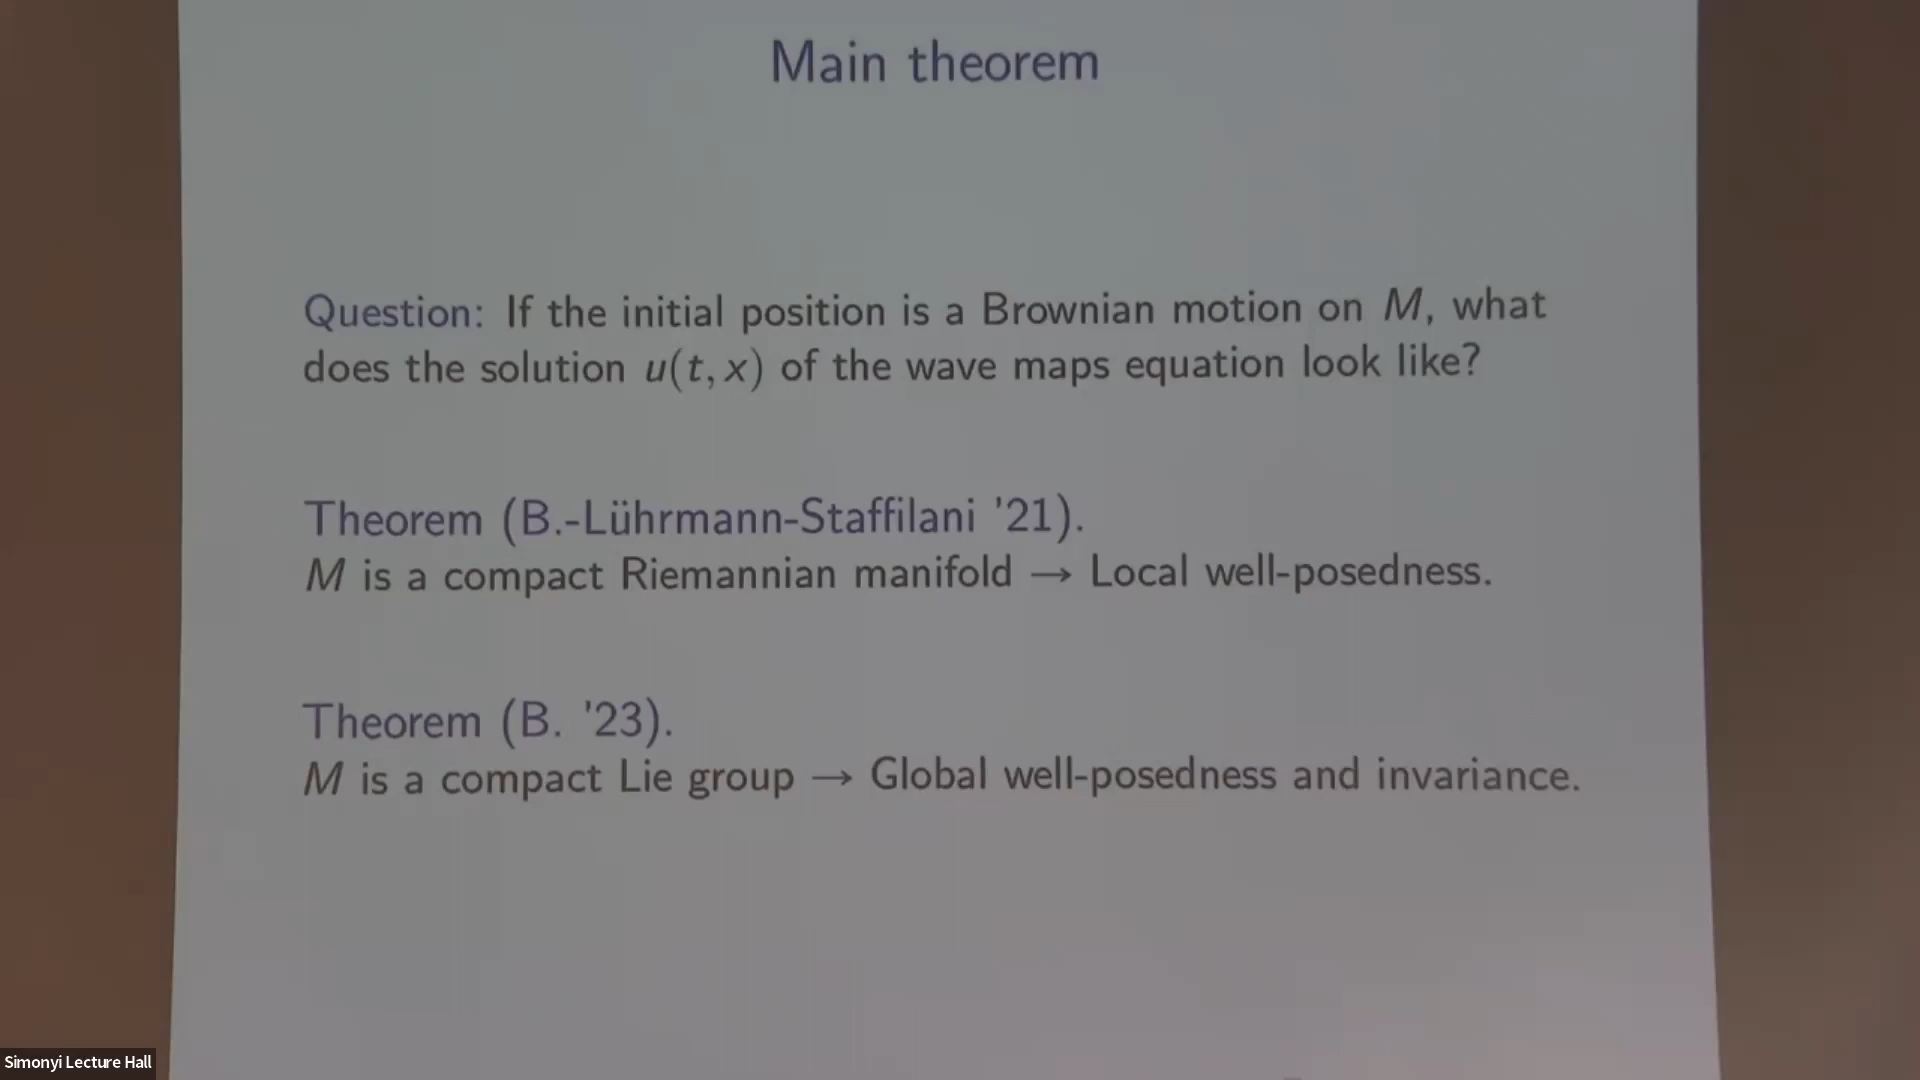 Main theorem
Question: If the initial position is a Brownian motion on M, what
does the solution u(t, x) of the wave maps equation look like?
Theorem (B.-Lührmann-Staffilani '21).
M is a compact Riemannian manifold → Local well-posedness.
Theorem (B. '23).
M is a compact Lie group → Global well-posedness and invariance.
Simonyi Lecture Hall